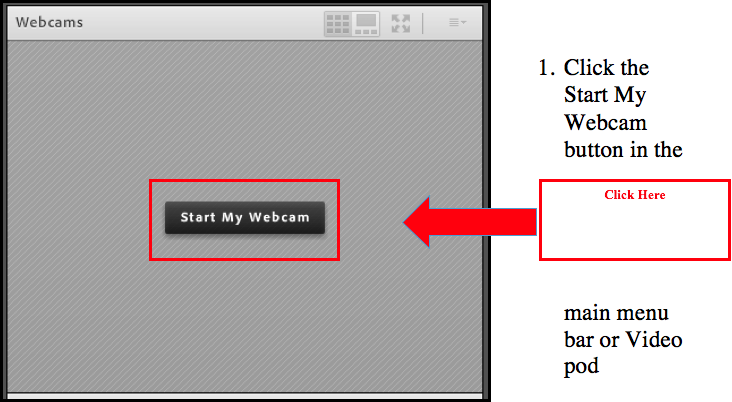 Webcams
Start My Webcam
1. Click the
Start My
Webcam
button in the
Click Here
main menu
bar or Video
pod